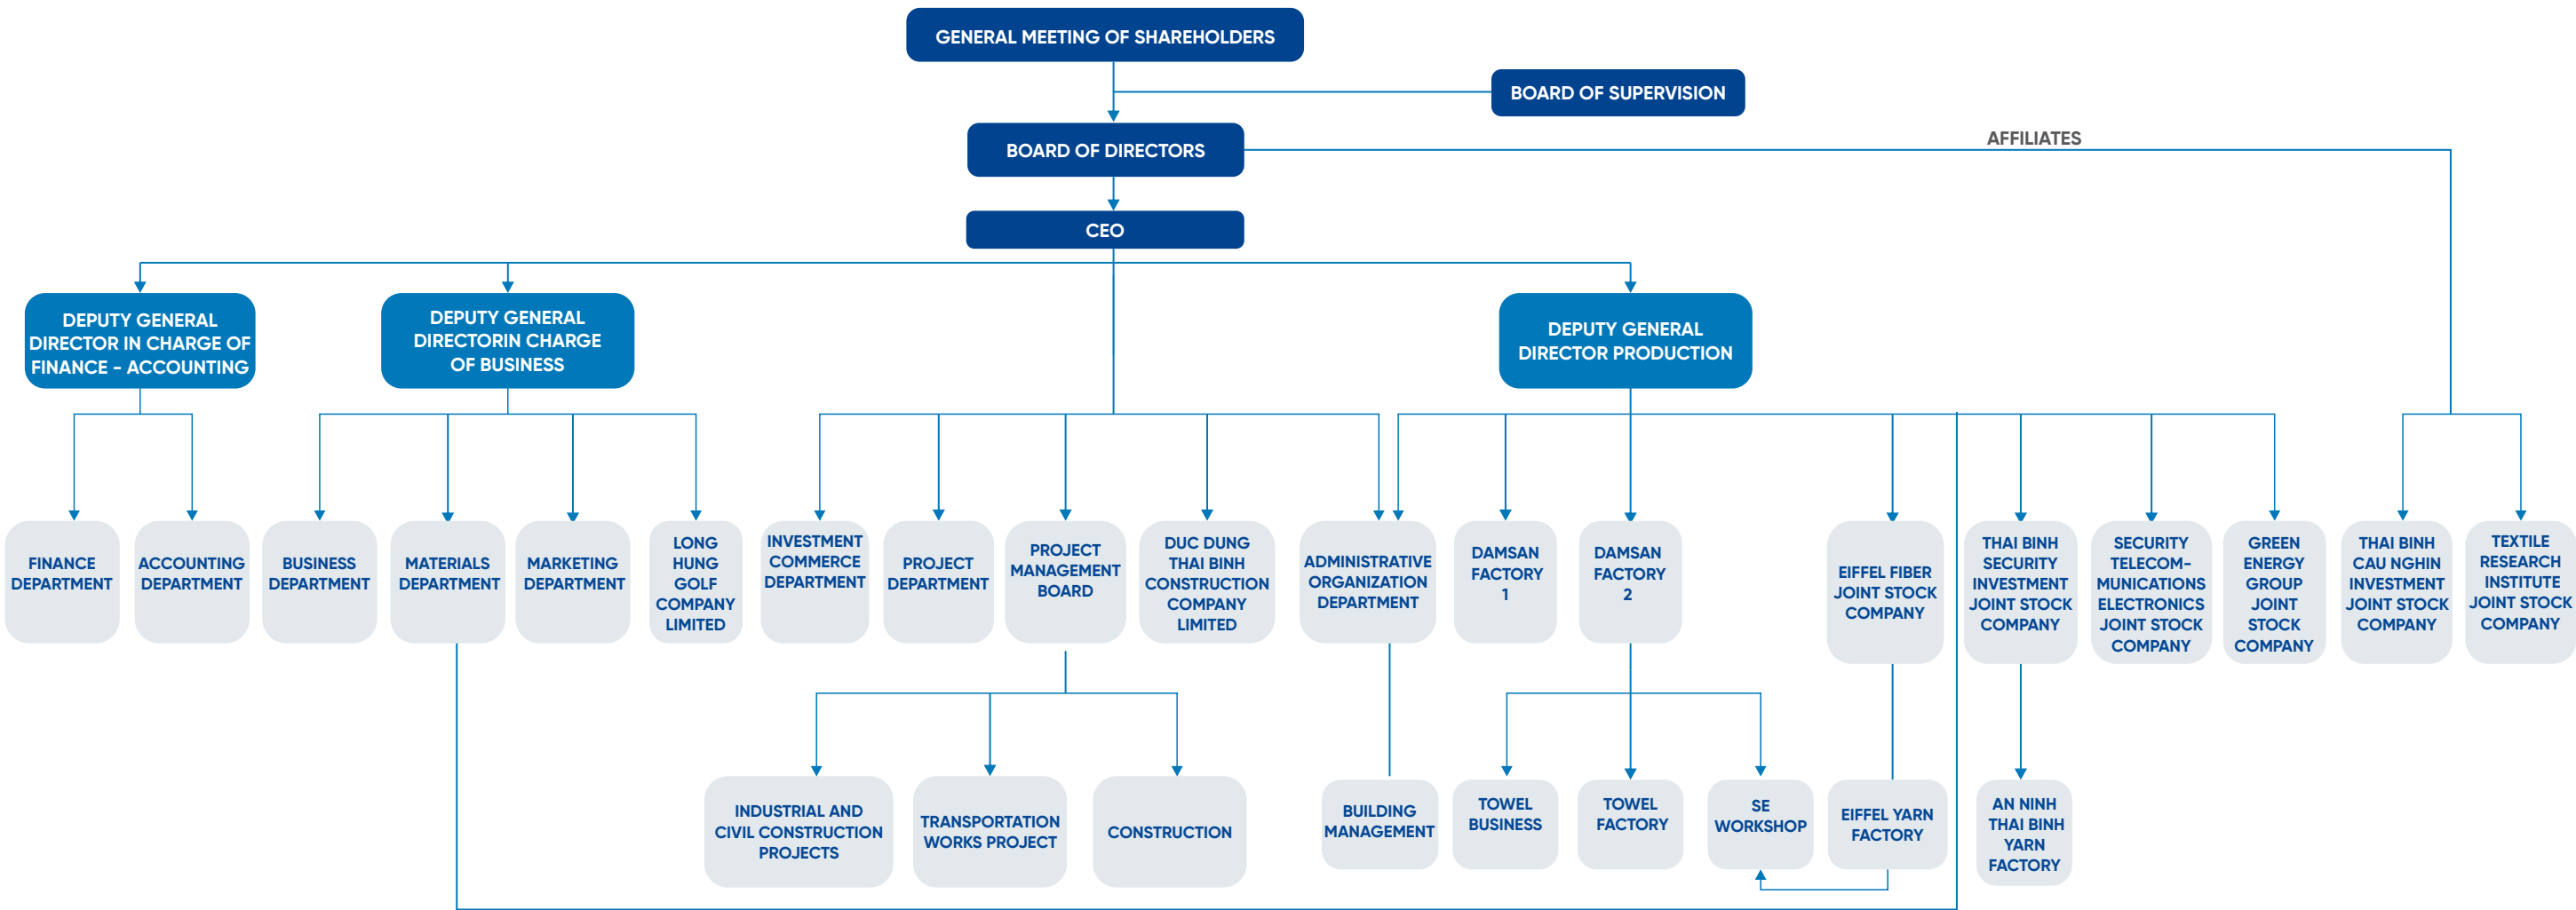 GENERAL MEETING OF SHAREHOLDERS
BOARD OF SUPERVISION
BOARD OF DIRECTORS
AFFILIATES
CEO
DEPUTY GENERAL
DIRECTOR IN CHARGE OF
FINANCE - ACCOUNTING
DEPUTY GENERAL
DIRECTORIN CHARGE
OF BUSINESS
DEPUTY GENERAL
DIRECTOR PRODUCTION
FINANCE
DEPARTMENT
ACCOUNTING
DEPARTMENT
BUSINESS
DEPARTMENT
MATERIALS
DEPARTMENT
MARKETING
DEPARTMENT
LONG
HUNG
GOLF
COMPANY
LIMITED
INVESTMENT
COMMERCE
DEPARTMENT
PROJECT
DEPARTMENT
PROJECT
MANAGEMENT
BOARD
DUC DUNG
THAI BINH
CONSTRUCTION
COMPANY
LIMITED
ADMINISTRATIVE
ORGANIZATION
DEPARTMENT
DAMSAN
FACTORY
1
DAMSAN
FACTORY
2
EIFFEL FIBER
JOINT STOCK
COMPANY
THAI BINH
SECURITY
INVESTMENT
JOINT STOCK
COMPANY
SECURITY
TELECOM-
MUNICATIONS
ELECTRONICS
JOINT STOCK
COMPANY
GREEN
ENERGY
GROUP
JOINT
STOCK
COMPANY
THAI BINH
CAU NGHIN
INVESTMENT
JOINT STOCK
COMPANY
TEXTILE
RESEARCH
INSTITUTE
JOINT STOCK
COMPANY
INDUSTRIAL AND
CIVIL CONSTRUCTION
PROJECTS
TRANSPORTATION
WORKS PROJECT
CONSTRUCTION
BUILDING
MANAGEMENT
TOWEL
BUSINESS
TOWEL
FACTORY
SE
WORKSHOP
EIFFEL YARN
FACTORY
AN NINH
THAI BINH
YARN
FACTORY